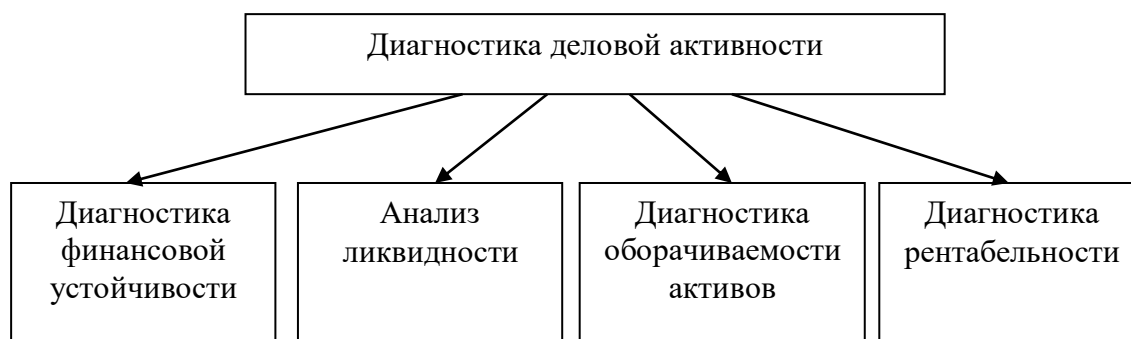 Диагностика деловой активности
Диагностика
финансовой
устойчивости
Анализ
ликвидности
Диагностика
оборачиваемости
активов
Диагностика
рентабельности